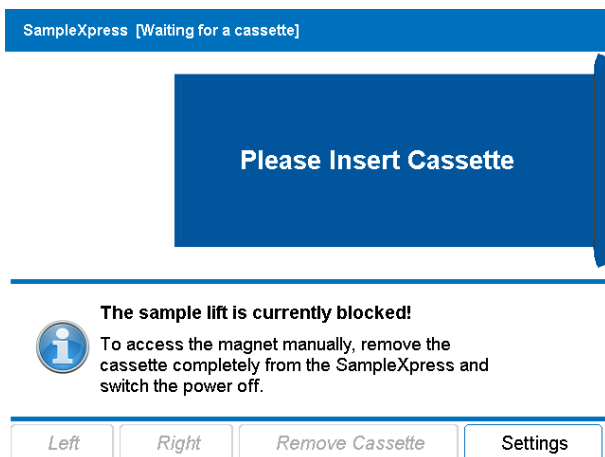 SampleXpress [Waiting for a cassette]
Please Insert Cassette
The sample lift is currently blocked!
To access the magnet manually, remove the
cassette completely from the SampleXpress and
switch the power off.
Left Right Remove Cassette Settings